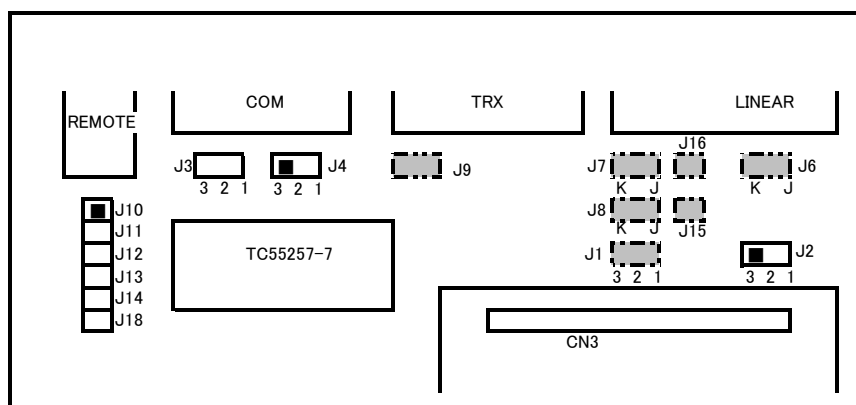 COM TRX LINEAR
REMOTE
J16
J3 J4 J9 J7 J6
3 2 1 3 2 1 K J K J
J10 J8
J11 K J J15
J12 TC55257-7 J1 J2
J13 3 2 1 3 2 1
J14
J18
CN3